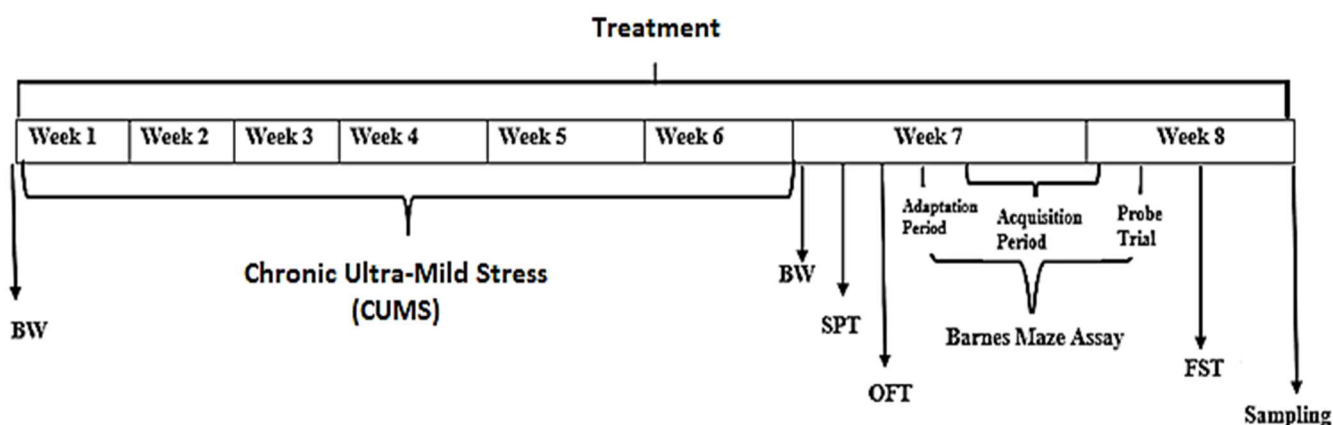 Treatment
Week 1 Week 2 Week 3 Week 4 Week 5 Week 6 Week 7 Week 8
Adaptation
Period
Acquisition
Period
Probe
Trial
Chronic Ultra-Mild Stress
(CUMS)
BW
BW
SPT
OFT
Barnes Maze Assay
FST
Sampling